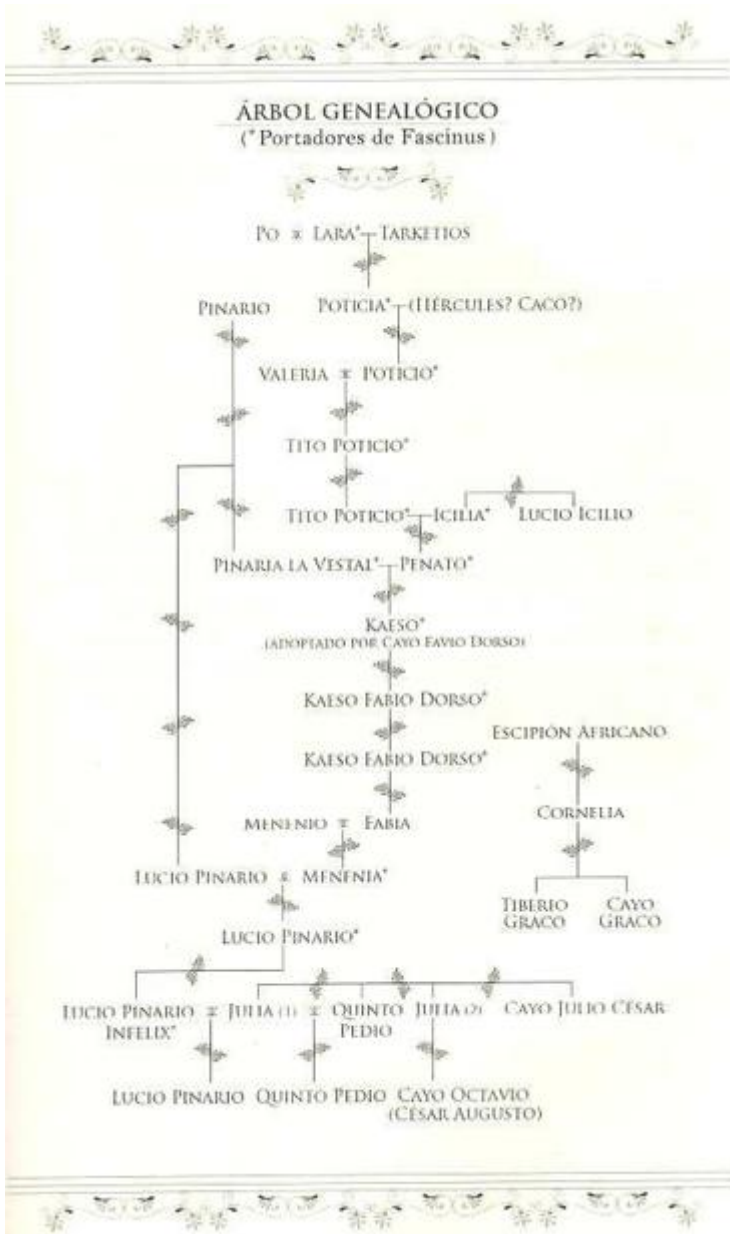 ÁRBOL GENEALÓGICO
(*Portadores de Fascinus)
PO x LARA* TARKETIOS
PINARIO POTICIA* (HÉRCULES? CACO?)
VALERIA x POTICIO*
TITO POTICIO*
TITO POTICIO* ICILIA* LUCIO ICILIO
PINARIA LA VESTAL* PENATO*
KAESO*
(ADOPTADO POR CAYO FAVIO DORSO)
KAESO FABIO DORSO*
ESCIPIÓN AFRICANO
KAESO FABIO DORSO*
CORNELIA
MENENIO x FABIA
LUCIO PINARIO x MENENIA*
TIBERIO GRACO CAYO GRACO
LUCIO PINARIO*
LUCIO PINARIO INFELIX* x JULIA (1) x QUINTO PEDIO JULIA (2) CAYO JULIO CÉSAR
LUCIO PINARIO QUINTO PEDIO CAYO OCTAVIO
(CÉSAR AUGUSTO)